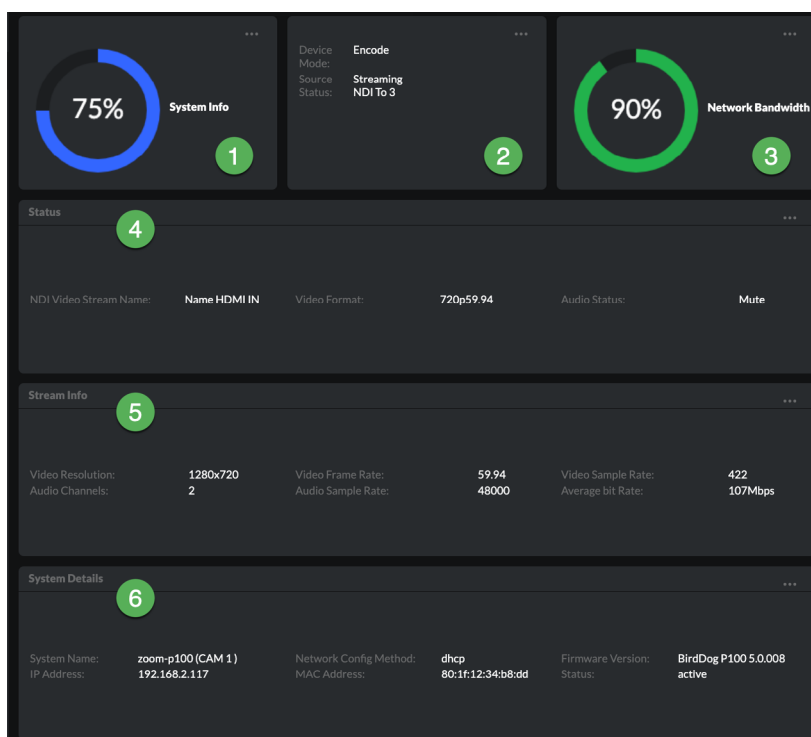 75%
System Info
1
Device Mode: Encode
Source Status: Streaming NDI To 3
2
90%
Network Bandwidth
3
Status
4
NDI Video Stream Name: Name HDMI IN Video Format: 720p59.94 Audio Status: Mute
Stream Info
5
Video Resolution: 1280x720 Video Frame Rate: 59.94 Video Sample Rate: 422
Audio Channels: 2 Audio Sample Rate: 48000 Average bit Rate: 107Mbps
System Details
6
System Name: zoom-p100 (CAM 1 ) Network Config Method: dhcp Firmware Version: BirdDog P100 5.0.008
IP Address: 192.168.2.117 MAC Address: 80:1f:12:34:b8:dd Status: active